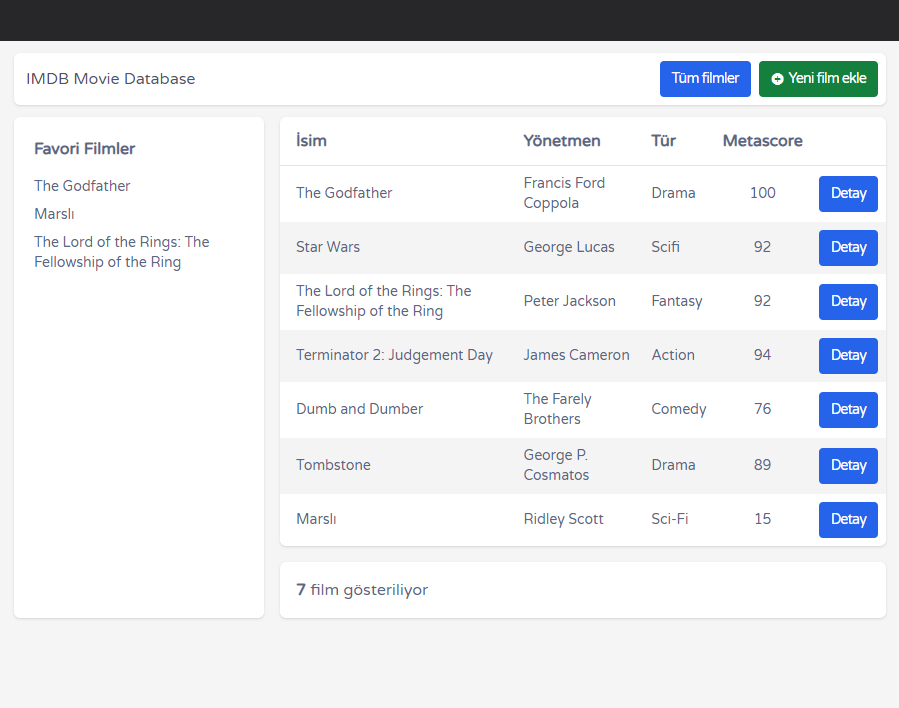 IMDB Movie Database
Tüm filmler
Yeni film ekle
Favori Filmler
The Godfather
Marslı
The Lord of the Rings: The
Fellowship of the Ring
İsim Yönetmen Tür Metascore
The Godfather Francis Ford Coppola Drama 100 Detay
Star Wars George Lucas Scifi 92 Detay
The Lord of the Rings: The Fellowship of the Ring Peter Jackson Fantasy 92 Detay
Terminator 2: Judgement Day James Cameron Action 94 Detay
Dumb and Dumber The Farely Brothers Comedy 76 Detay
Tombstone George P. Cosmatos Drama 89 Detay
Marslı Ridley Scott Sci-Fi 15 Detay
7 film gösteriliyor